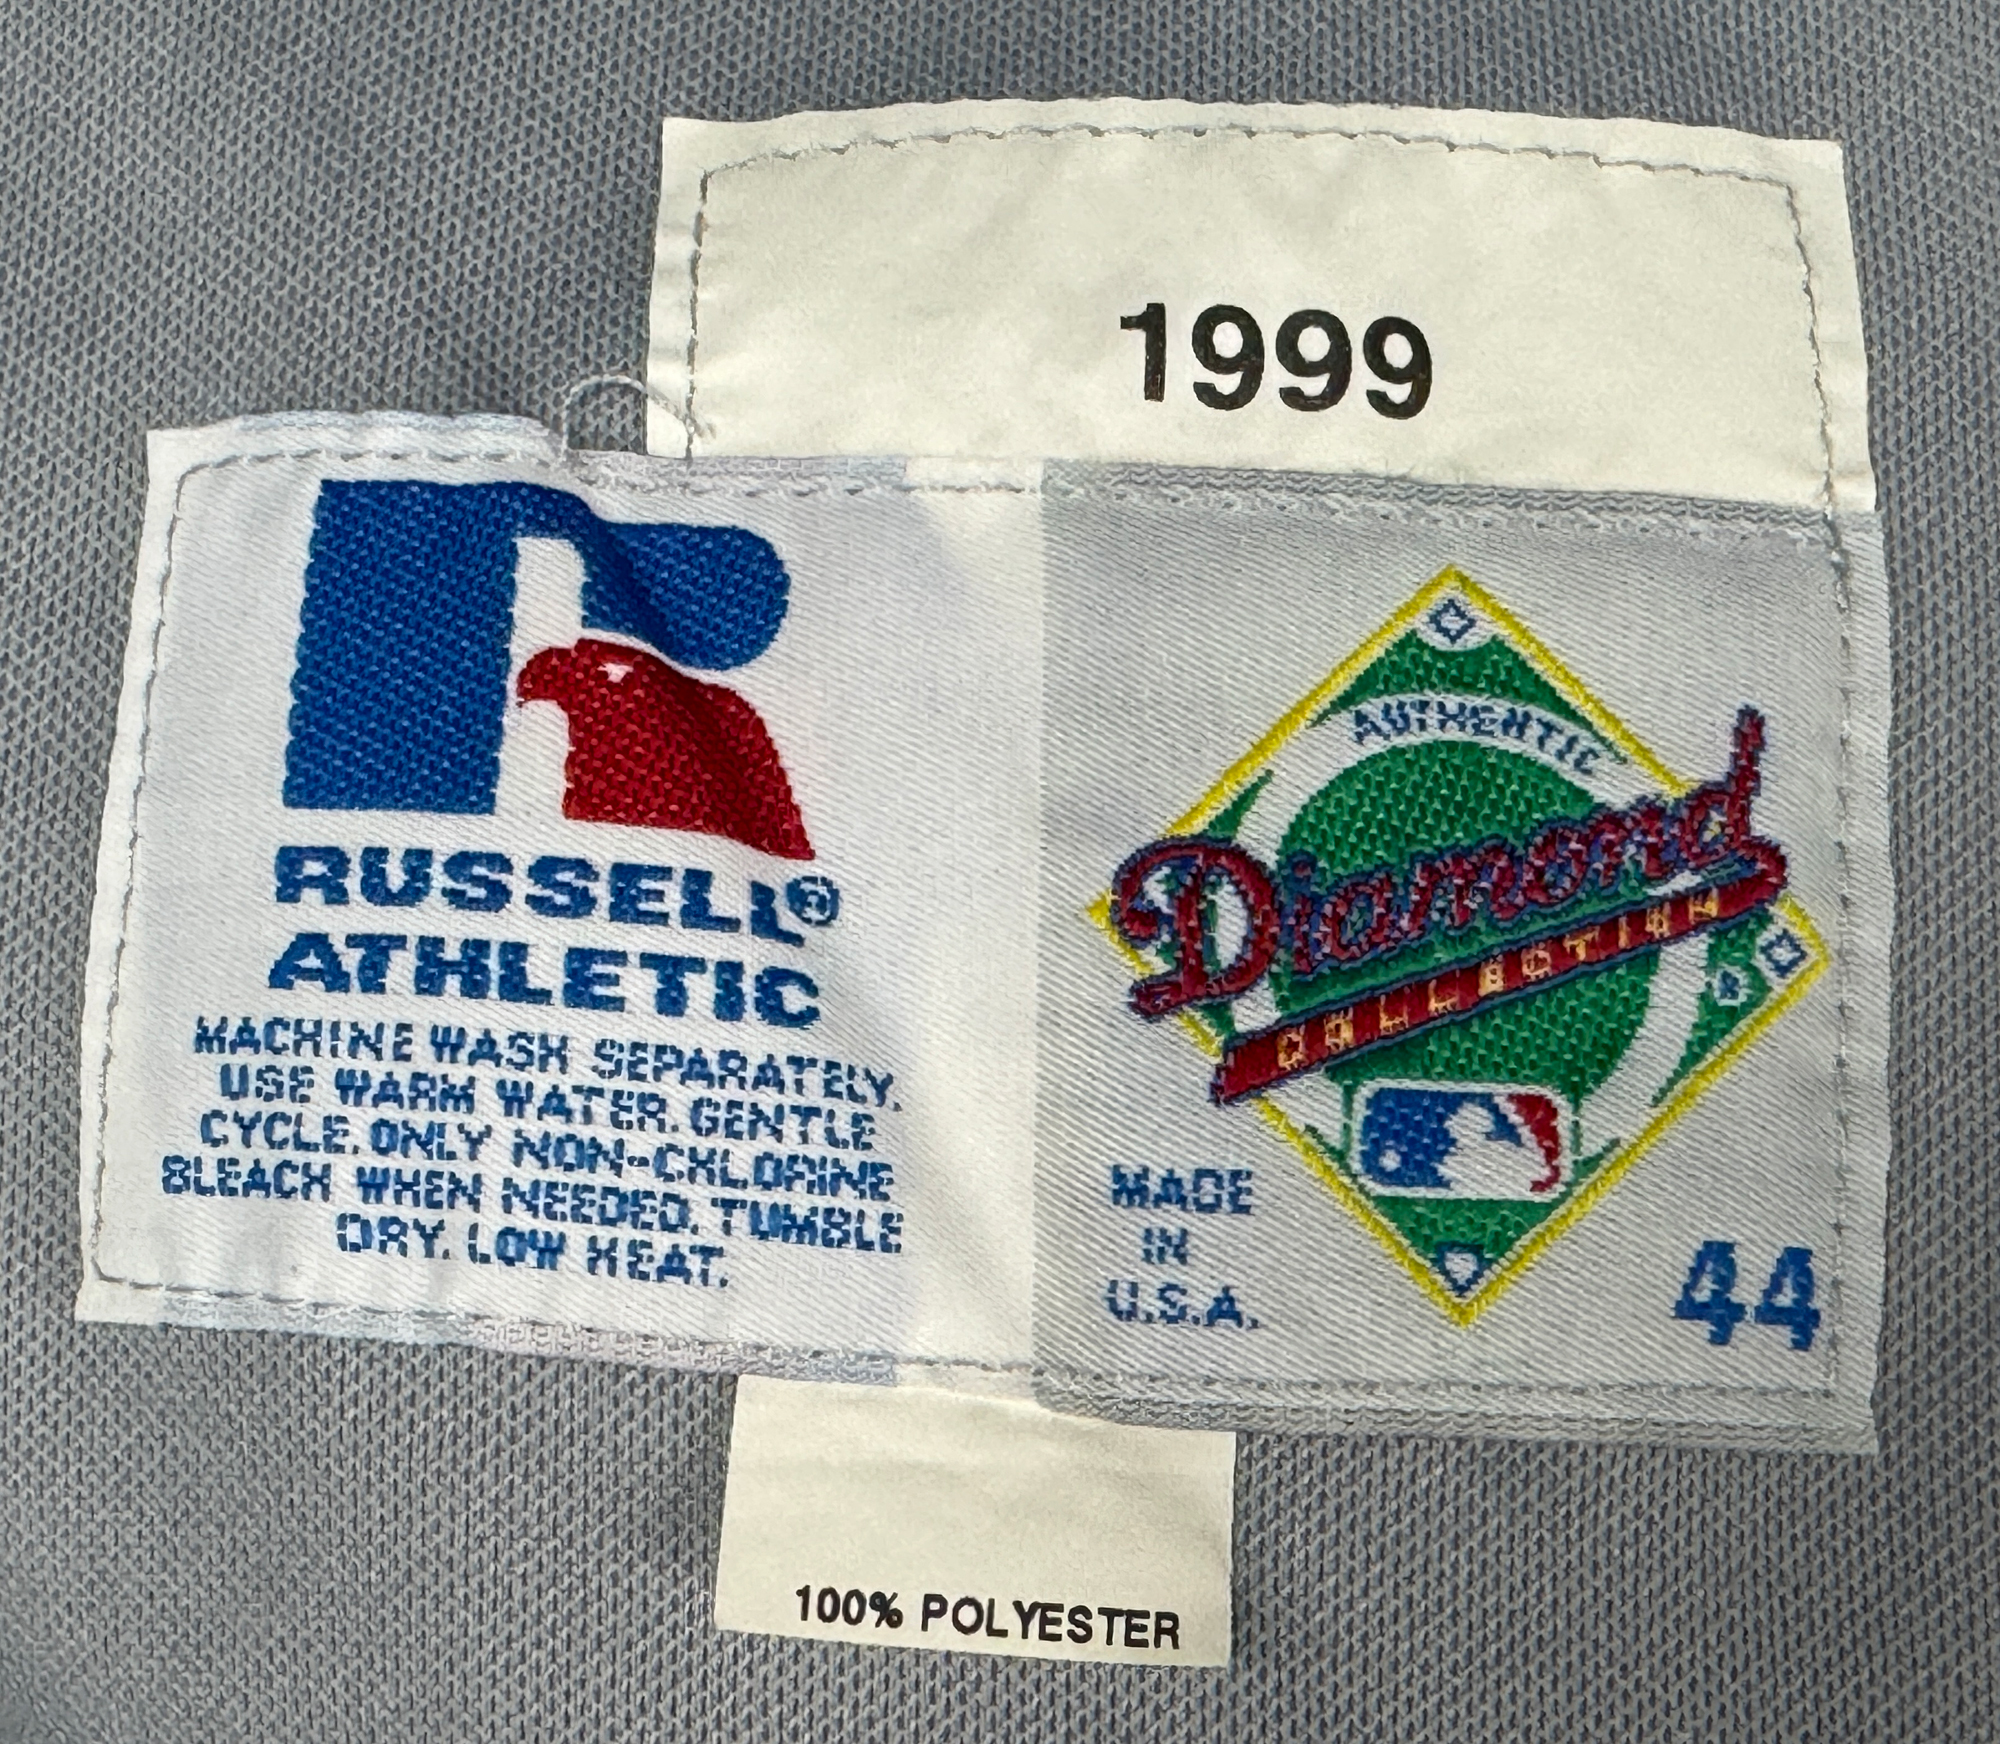 1999
RUSSELL®
ATHLETIC
MACHINE WASH SEPARATELY.
USE WARM WATER. GENTLE
CYCLE. ONLY NON-CHLORINE
BLEACH WHEN NEEDED. TUMBLE
DRY. LOW HEAT.
AUTHENTIC
Diamond
COLLECTION
®
MADE
IN
U.S.A.
44
100% POLYESTER